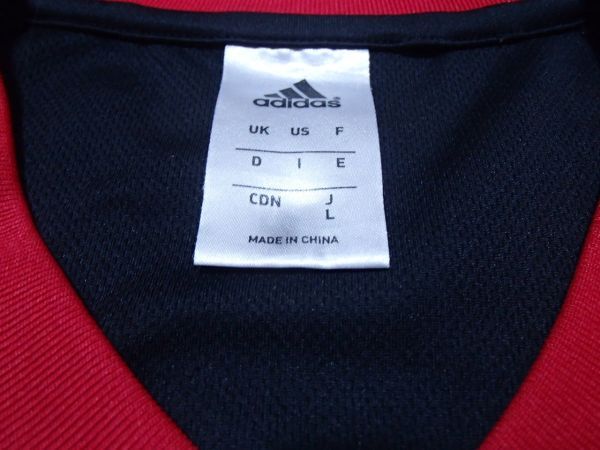 adidas
UK US F
D I E
CDN J
L
MADE IN CHINA